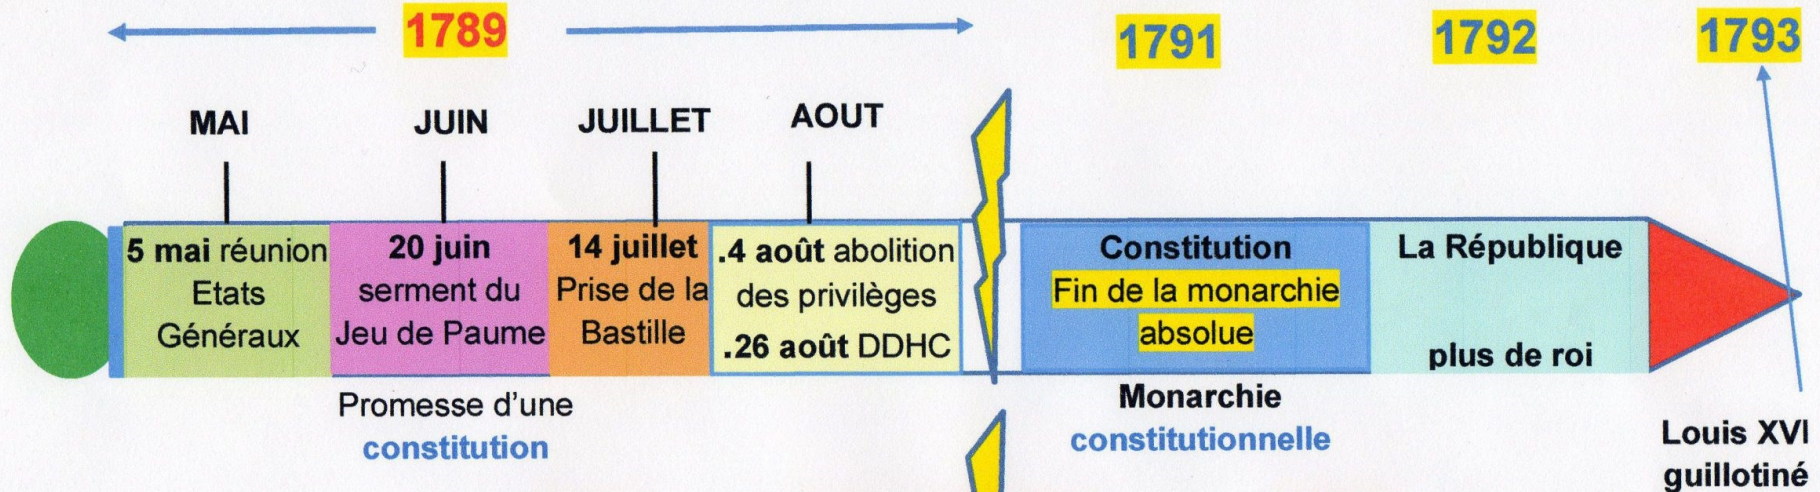 1789
1791
1792
1793
MAI
JUIN
JUILLET
AOUT
5 mai réunion
Etats
Généraux
20 juin
serment du
Jeu de Paume
14 juillet
Prise de la
Bastille
.4 août abolition
des privilèges
.26 août DDHC
Constitution
Fin de la monarchie
absolue
La République
plus de roi
Promesse d'une
constitution
Monarchie
constitutionnelle
Louis XVI
guillotiné